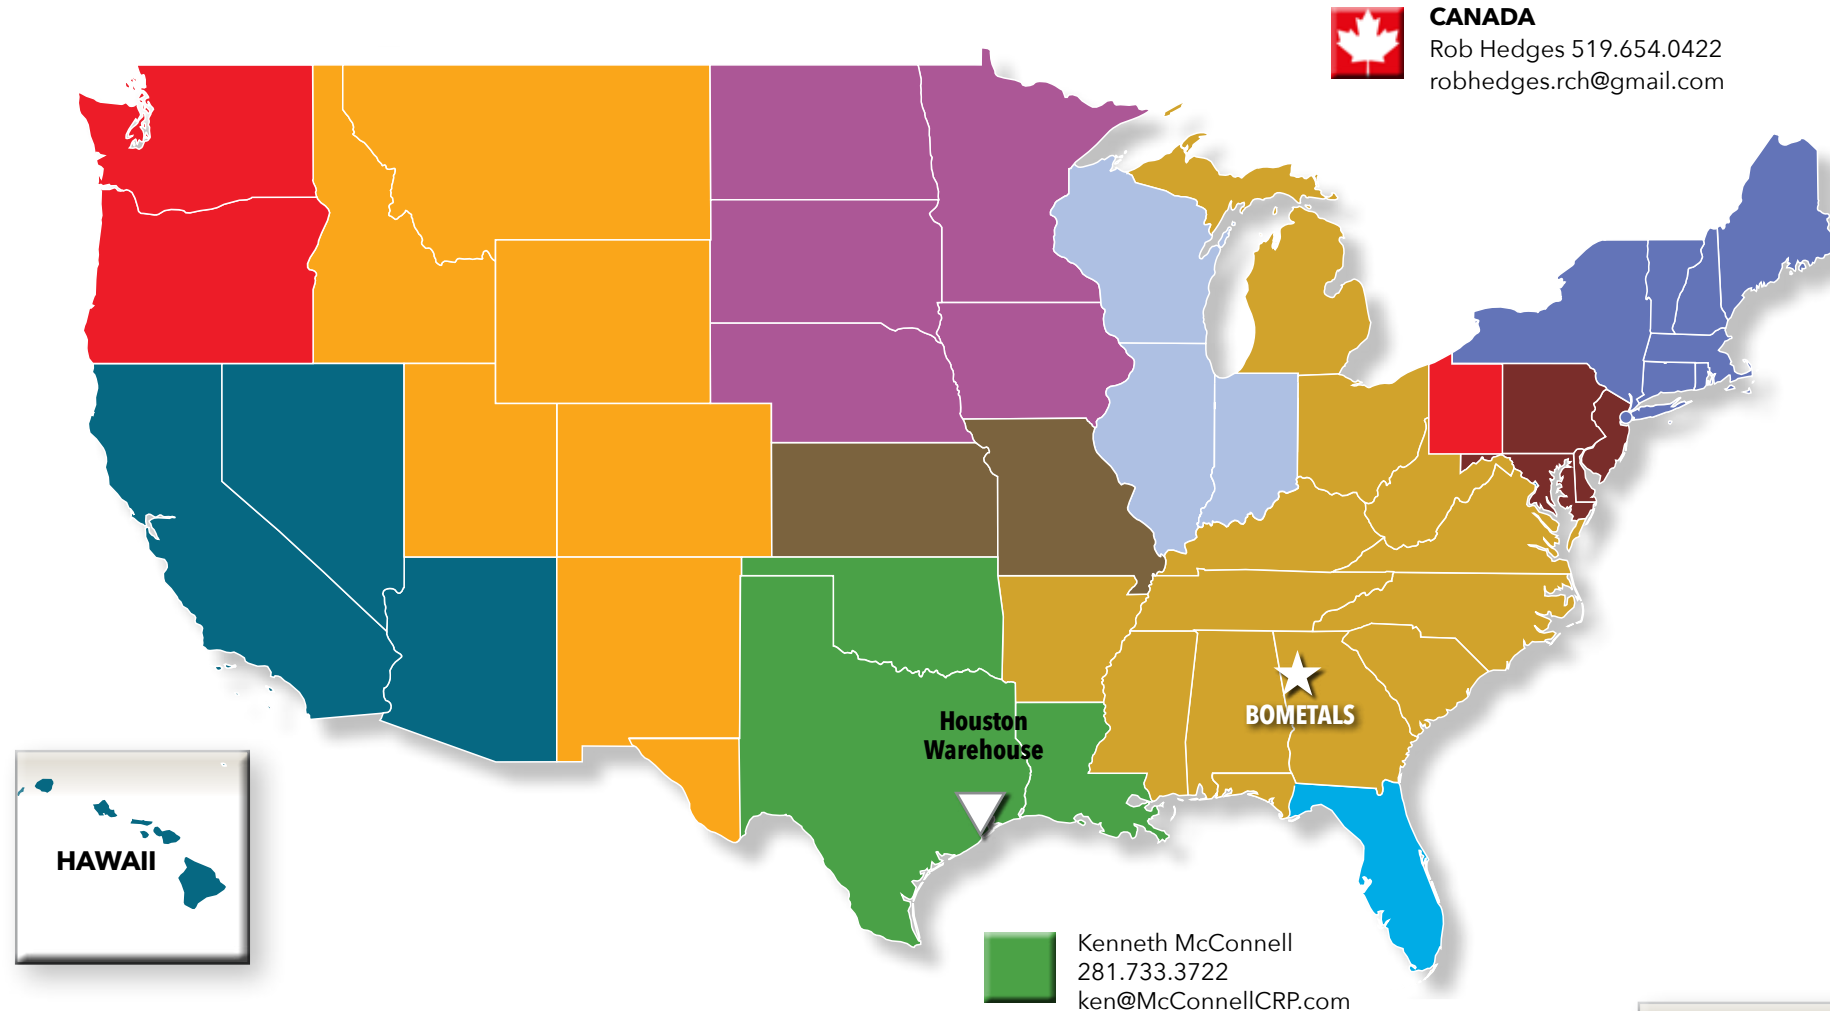 CANADA
Rob Hedges 519.654.0422
robhedges.rch@gmail.com
Houston
Warehouse
BOMETALS
HAWAII
Kenneth McConnell
281.733.3722
ken@McConnellCRP.com